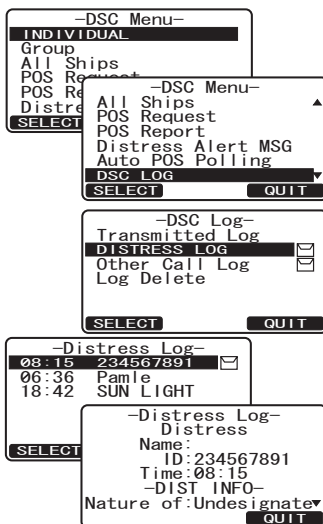 -DSC Menu-
INDIVIDUAL
Group
All Ships
POS Request
POS Re
Distre
SELECT
-DSC Menu-
All Ships
POS Request
POS Report
Distress Alert MSG
Auto POS Polling
DSC LOG
SELECT QUIT
-DSC Log-
Transmitted Log
DISTRESS LOG
Other Call Log
Log Delete
SELECT QUIT
-Distress Log-
08:15 234567891
06:36 Pamle
18:42 SUN LIGHT
SELECT
-Distress Log-
Distress
Name:
ID:234567891
Time:08:15
-DIST INFO-
Nature of:Undesignate
QUIT